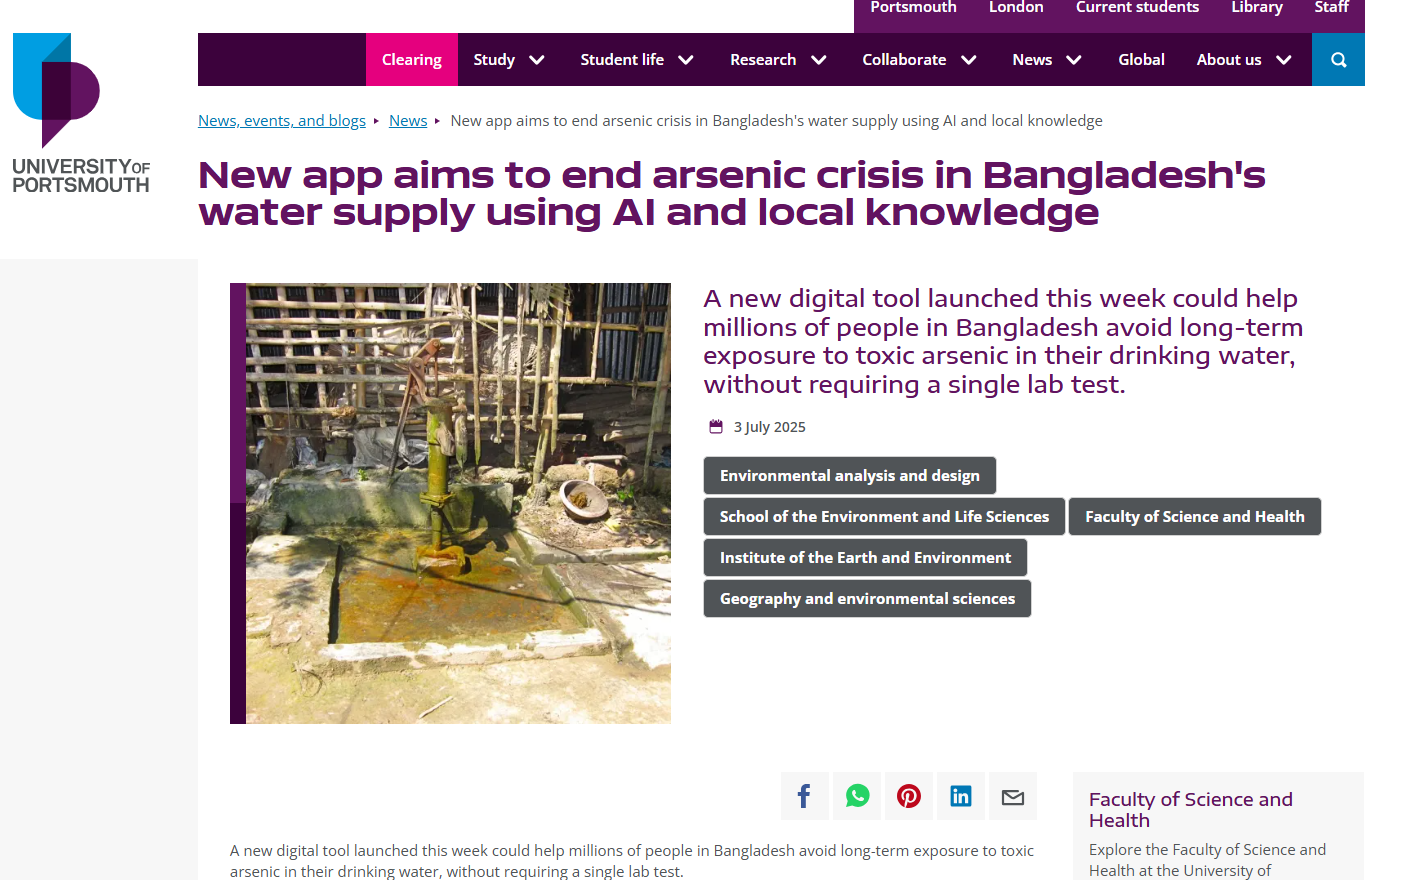 Portsmouth London Current students Library Staff
Clearing Study Student life Research Collaborate News Global About us
UNIVERSITY OF
PORTSMOUTH
News, events, and blogs News New app aims to end arsenic crisis in Bangladesh's water supply using AI and local knowledge
New app aims to end arsenic crisis in Bangladesh's
water supply using AI and local knowledge
A new digital tool launched this week could help
millions of people in Bangladesh avoid long-term
exposure to toxic arsenic in their drinking water,
without requiring a single lab test.
3 July 2025
Environmental analysis and design
School of the Environment and Life Sciences Faculty of Science and Health
Institute of the Earth and Environment
Geography and environmental sciences
A new digital tool launched this week could help millions of people in Bangladesh avoid long-term exposure to toxic
arsenic in their drinking water, without requiring a single lab test.
Faculty of Science and
Health
Explore the Faculty of Science and
Health at the University of